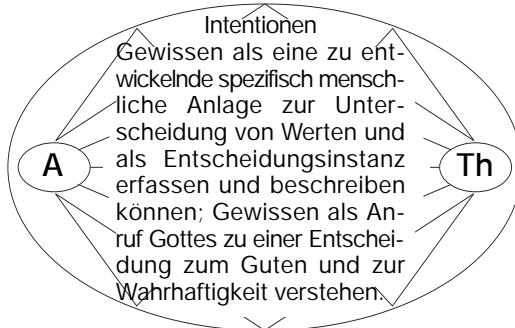 Intentionen
Gewissen als eine zu ent-
wickelnde spezifisch mensch-
liche Anlage zur Unter-
scheidung von Werten und
als Entscheidungsinstanz
erfassen und beschreiben
können; Gewissen als An-
ruf Gottes zu einer Entschei-
dung zum Guten und zur
Wahrhaftigkeit verstehen.
A
Th